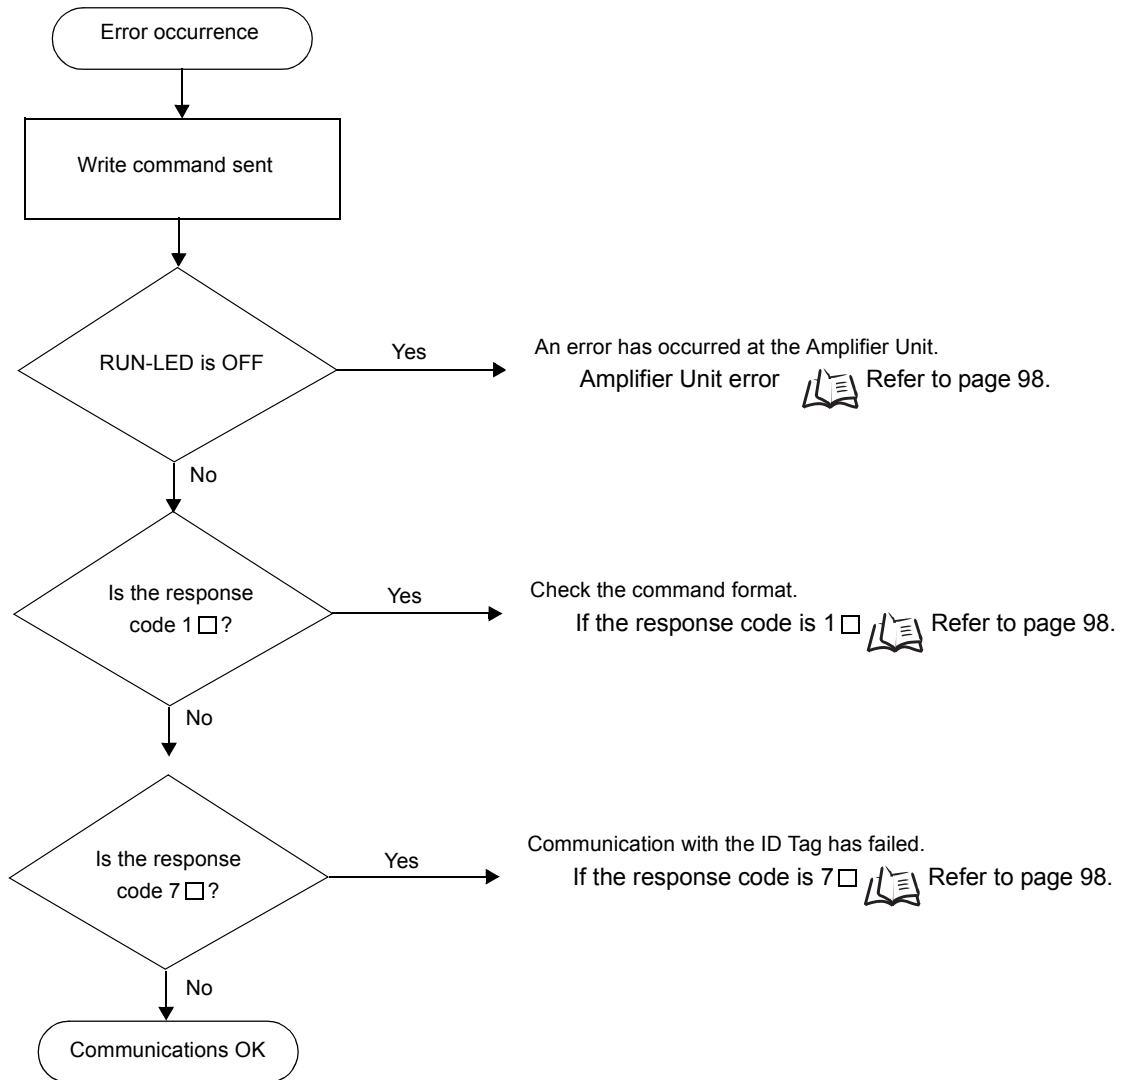 Error occurrence
Write command sent
RUN-LED is OFF
Yes
An error has occurred at the Amplifier Unit.
Amplifier Unit error Refer to page 98.
No
Is the response
code 1□?
Yes
Check the command format.
If the response code is 1□ Refer to page 98.
No
Is the response
code 7□?
Yes
Communication with the ID Tag has failed.
If the response code is 7□ Refer to page 98.
No
Communications OK